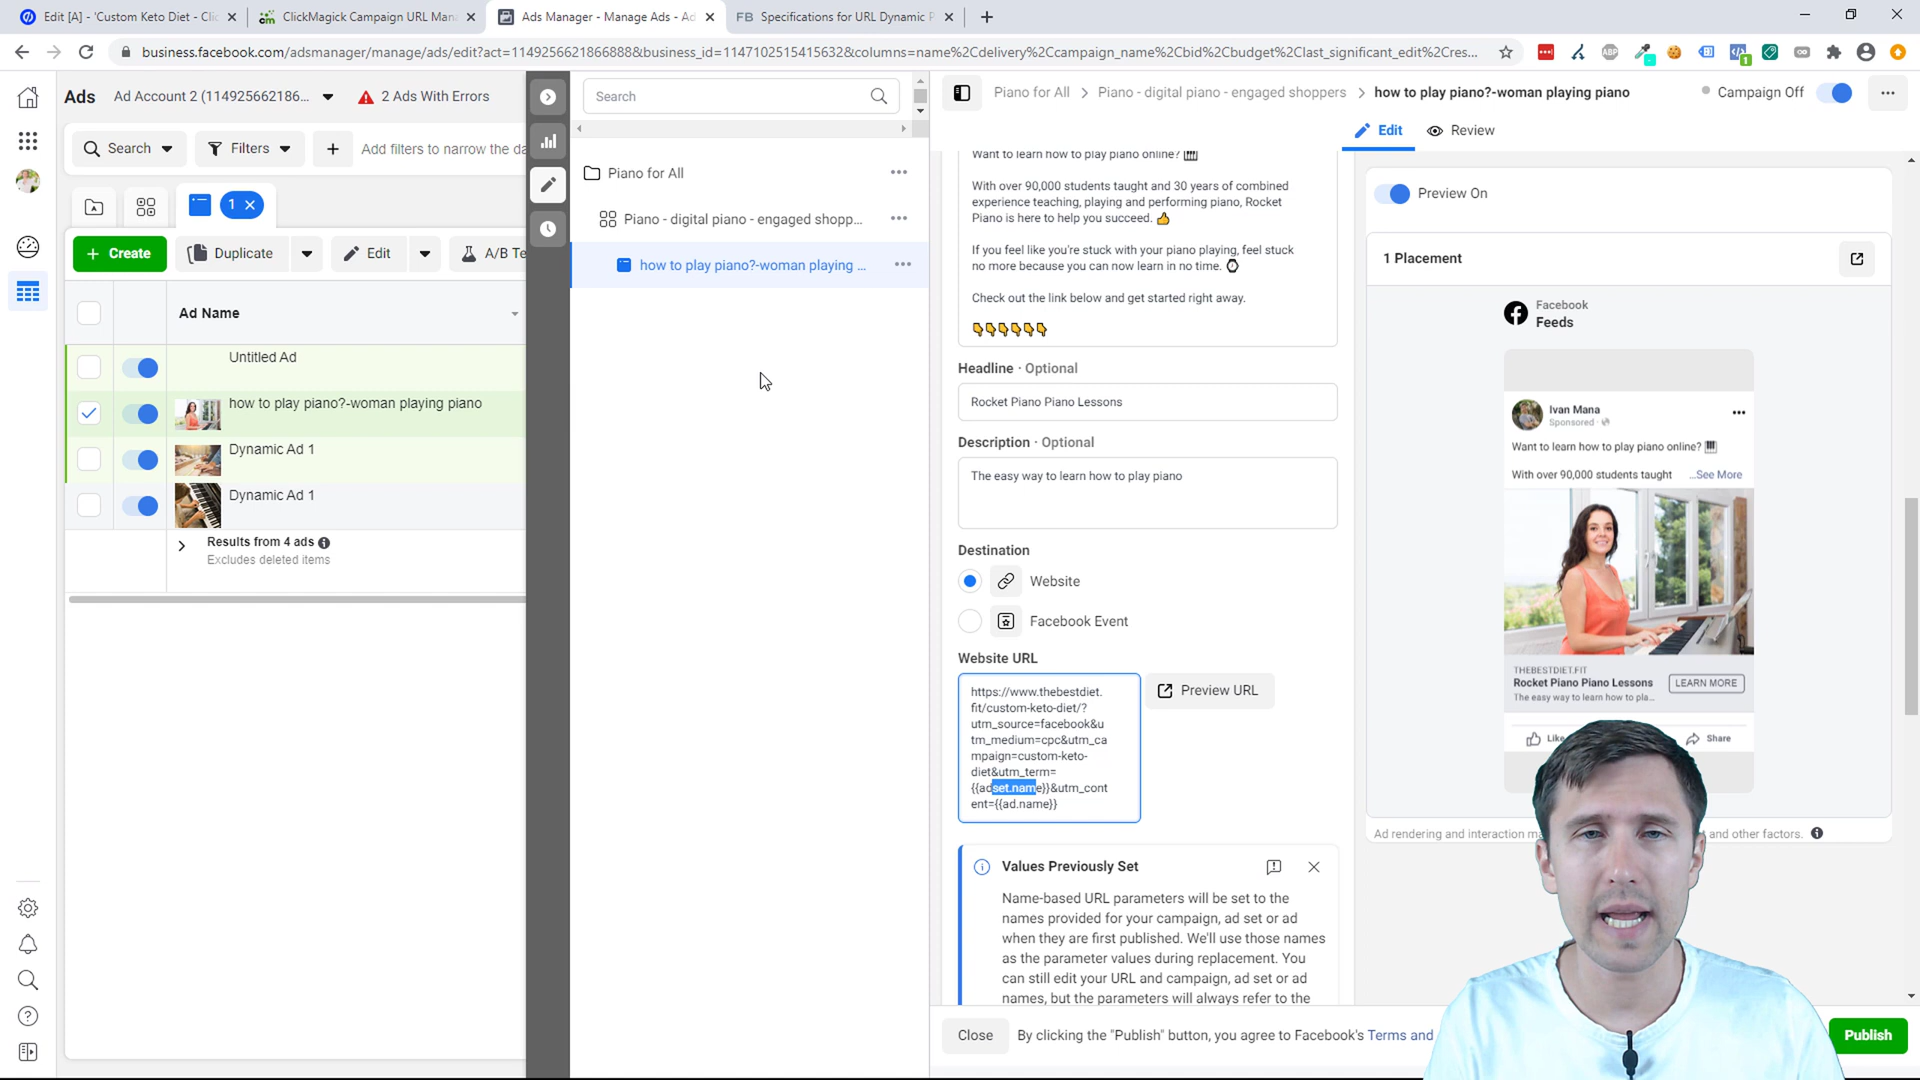 Edit [A] - 'Custom Keto Diet - Clic
ClickMagick Campaign URL Man
Ads Manager - Manage Ads - Ad
FB
Specifications for URL Dynamic P
business.facebook.com/adsmanager/manage/ads/edit?act=1149256621866888&business_id=1147102515415632&columns=name%2Cdelivery%2Ccampaign_name%2Cbid%2Cbudget%2Clast_significant_edit%2Cres...
ABP
1
Ads
Ad Account 2 (114925662186...
2 Ads With Errors
Search
Piano for All
Piano - digital piano - engaged shoppers
how to play piano?-woman playing piano
Campaign Off
Edit
Review
Search
Filters
Add filters to narrow the da
1
Create
Duplicate
Edit
A/B Te
Ad Name
Untitled Ad
how to play piano?-woman playing piano
Dynamic Ad 1
Dynamic Ad 1
Results from 4 ads
Excludes deleted items
Piano for All
Piano - digital piano - engaged shopp...
how to play piano?-woman playing ...
Want to learn how to play piano online?
With over 90,000 students taught and 30 years of combined
experience teaching, playing and performing piano, Rocket
Piano is here to help you succeed.
If you feel like you're stuck with your piano playing, feel stuck
no more because you can now learn in no time.
Check out the link below and get started right away.
Headline · Optional
Rocket Piano Piano Lessons
Description · Optional
The easy way to learn how to play piano
Destination
Website
Facebook Event
Website URL
https://www.thebestdiet.
fit/custom-keto-diet/?
utm_source=facebook&u
tm_medium=cpc&utm_ca
mpaign=custom-keto-
diet&utm_term=
{{adset.name}}&utm_cont
ent={{ad.name}}
Preview URL
Values Previously Set
Name-based URL parameters will be set to the
names provided for your campaign, ad set or ad
when they are first published. We'll use those names
as the parameter values during replacement. You
can still edit your URL and campaign, ad set or ad
names, but the parameters will always refer to the
Close
By clicking the "Publish" button, you agree to Facebook's Terms and
Publish
Preview On
1 Placement
Facebook
Feeds
Ivan Mana
Sponsored ·
Want to learn how to play piano online?
With over 90,000 students taught
...See More
THEBESTDIET.FIT
Rocket Piano Piano Lessons
The easy way to learn how to pla...
LEARN MORE
Like
Share
Ad rendering and interaction ma
and other factors.